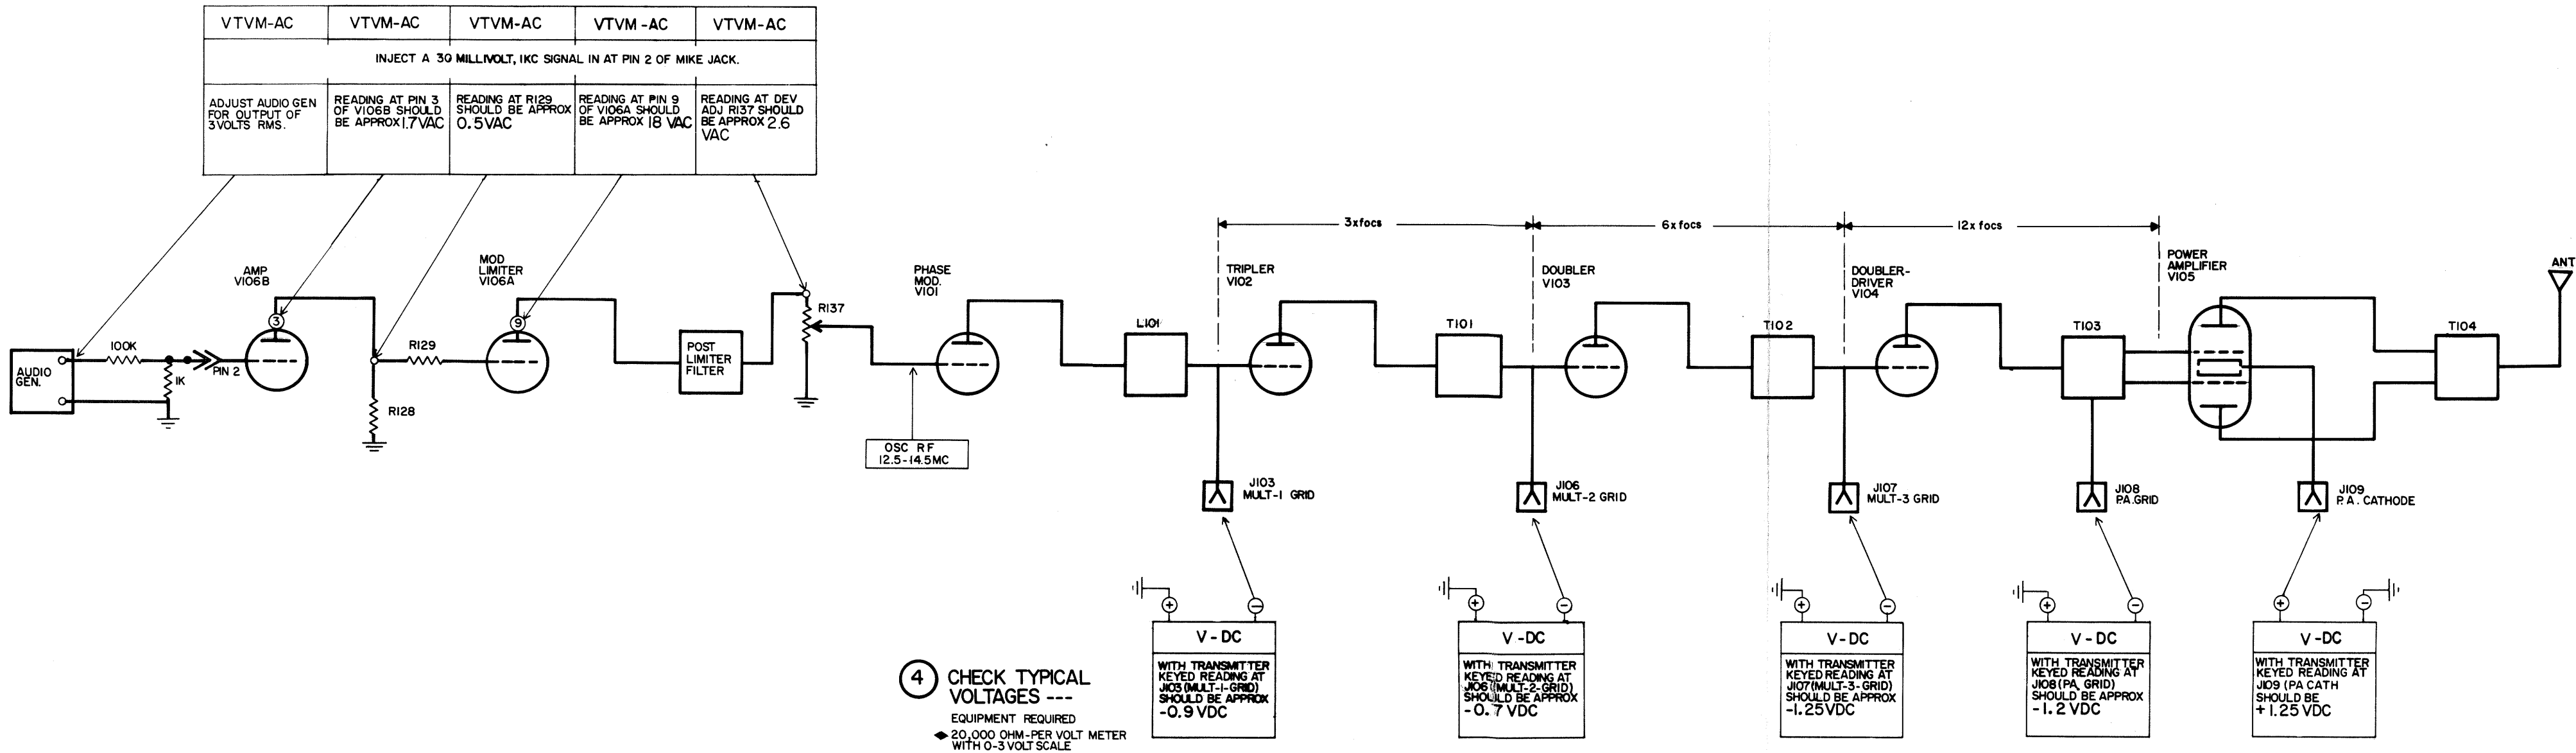 VTVM-AC
VTVM-AC
VTVM-AC
VTVM-AC
VTVM-AC
INJECT A 30 MILLIVOLT, 1KC SIGNAL IN AT PIN 2 OF MIKE JACK.
ADJUST AUDIO GEN
FOR OUTPUT OF
3VOLTS RMS.
READING AT PIN 3
OF V106B SHOULD
BE APPROX 1.7 VAC
READING AT R129
SHOULD BE APPROX
0.5 VAC
READING AT PIN 9
OF V106A SHOULD
BE APPROX 18 VAC
READING AT DEV
ADJ R137 SHOULD
BE APPROX 2.6
VAC
3xfocs
6xfocs
12xfocs
AMP
V106B
MOD
LIMITER
V106A
PHASE
MOD.
V101
TRIPLER
V102
DOUBLER
V103
DOUBLER-
DRIVER
V104
POWER
AMPLIFIER
V105
ANT
AUDIO
GEN.
100K
1K
PIN 2
3
R128
R129
9
POST
LIMITER
FILTER
R137
OSC RF
12.5-14.5MC
L101
T101
T102
T103
T104
J103
MULT-1 GRID
J106
MULT-2 GRID
J107
MULT-3 GRID
J108
P.A.GRID
J109
P.A. CATHODE
+
−
+
−
+
−
+
−
+
−
V-DC
WITH TRANSMITTER
KEYED READING AT
J103 (MULT-1-GRID)
SHOULD BE APPROX
-0.9 VDC
V-DC
WITH TRANSMITTER
KEYED READING AT
J106 (MULT-2-GRID)
SHOULD BE APPROX
-0.7 VDC
V-DC
WITH TRANSMITTER
KEYED READING AT
J107 (MULT-3-GRID)
SHOULD BE APPROX
-1.25VDC
V-DC
WITH TRANSMITTER
KEYED READING AT
J108 (PA. GRID)
SHOULD BE APPROX
-1.2 VDC
V-DC
WITH TRANSMITTER
KEYED READING AT
J109 (PA CATH
SHOULD BE
+1.25 VDC
4 CHECK TYPICAL
VOLTAGES ---
EQUIPMENT REQUIRED
◆ 20,000 OHM-PER VOLT METER
WITH 0-3 VOLT SCALE